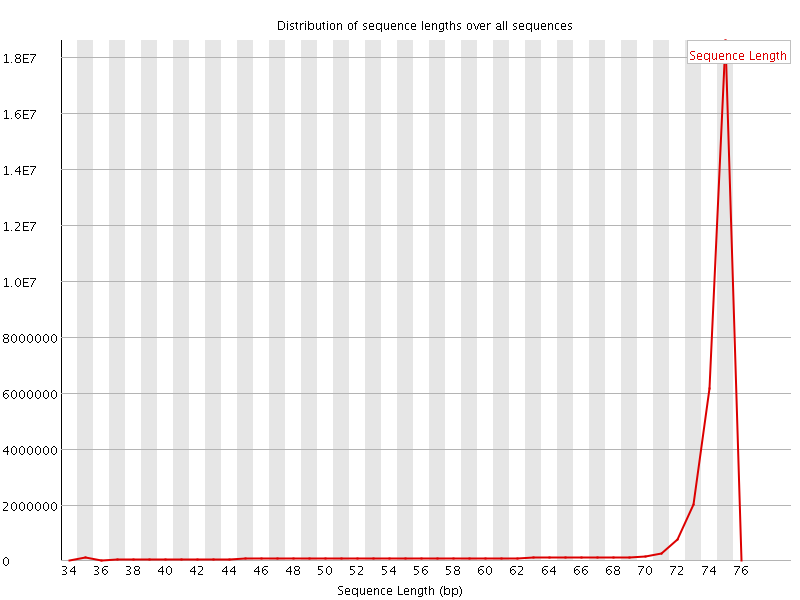 Distribution of sequence lengths over all sequences
Sequence Length
1.8E7
1.6E7
1.4E7
1.2E7
1.0E7
8000000
6000000
4000000
2000000
0
34 36 38 40 42 44 46 48 50 52 54 56 58 60 62 64 66 68 70 72 74 76
Sequence Length (bp)